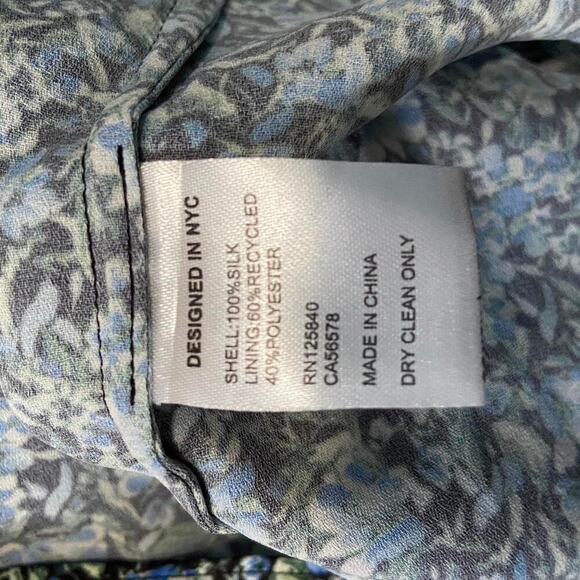 DESIGNED IN NYC
SHELL:100%SILK
LINING:60%RECYCLED
40%POLYESTER
RN125840
CA56578
MADE IN CHINA
DRY CLEAN ONLY